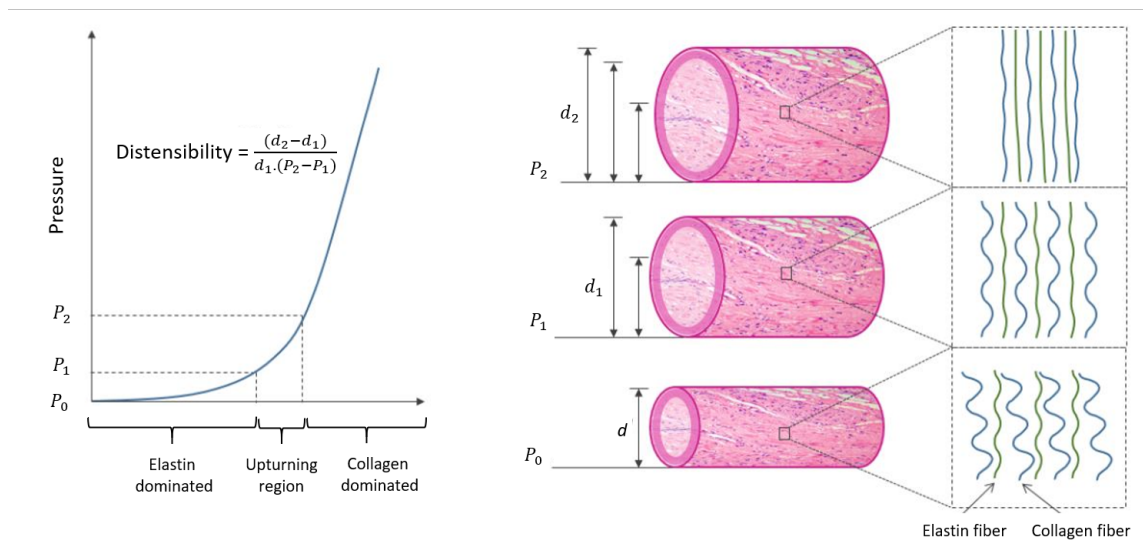 Pressure
Distensibility = (d₂−d₁) / d₁.(P₂−P₁)
P₂
P₁
P₀
Elastin
dominated
Upturning
region
Collagen
dominated
d₂
P₂
d₁
P₁
d
P₀
Elastin fiber
Collagen fiber